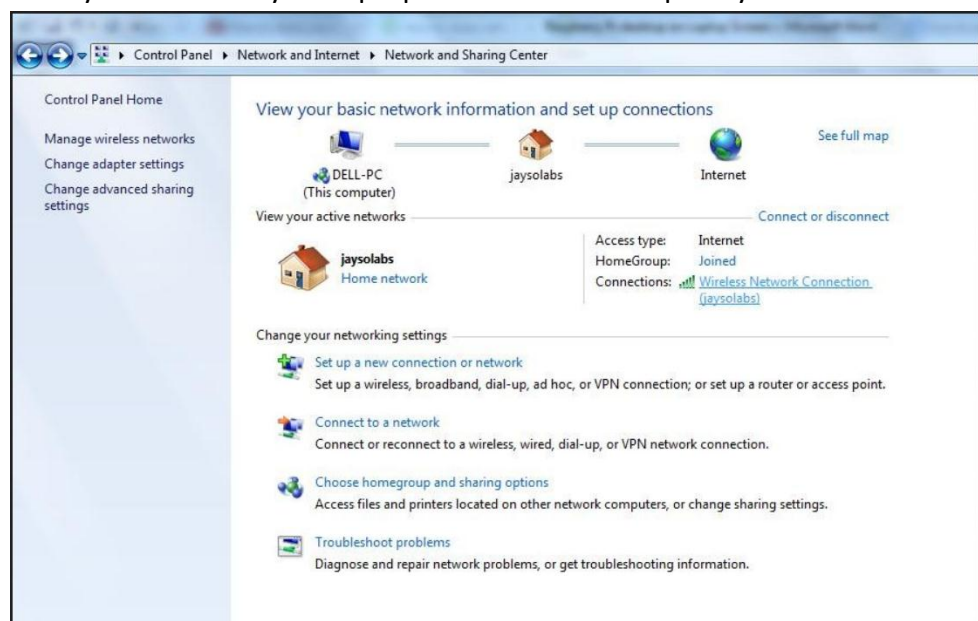 Control Panel ▸ Network and Internet ▸ Network and Sharing Center
Control Panel Home
Manage wireless networks
Change adapter settings
Change advanced sharing
settings
View your basic network information and set up connections
See full map
DELL-PC
(This computer)
jaysolabs
Internet
View your active networks
Connect or disconnect
jaysolabs
Home network
Access type: Internet
HomeGroup: Joined
Connections: Wireless Network Connection
(jaysolabs)
Change your networking settings
Set up a new connection or network
Set up a wireless, broadband, dial-up, ad hoc, or VPN connection; or set up a router or access point.
Connect to a network
Connect or reconnect to a wireless, wired, dial-up, or VPN network connection.
Choose homegroup and sharing options
Access files and printers located on other network computers, or change sharing settings.
Troubleshoot problems
Diagnose and repair network problems, or get troubleshooting information.